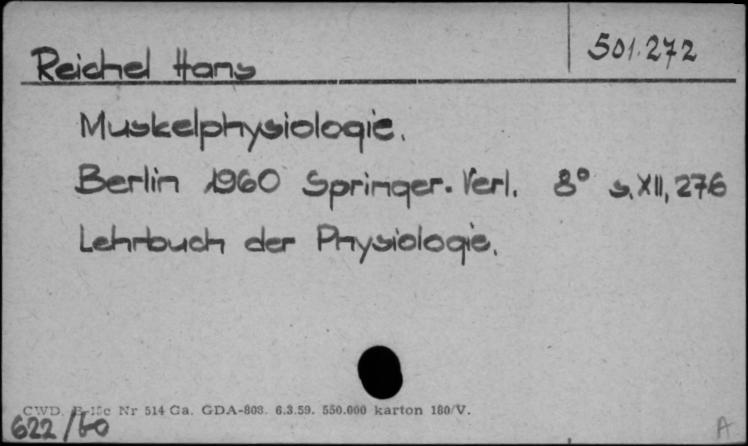 501.272
Reichel Hans
Muskelphysiologie.
Berlin 1960 Springer-Verl. 8° s. XII, 276
Lehrbuch der Physiologie.
CWD. Nr 514 Ga. GDA-808. 6.3.59. 550.000 karton 180/V.
622/60
A